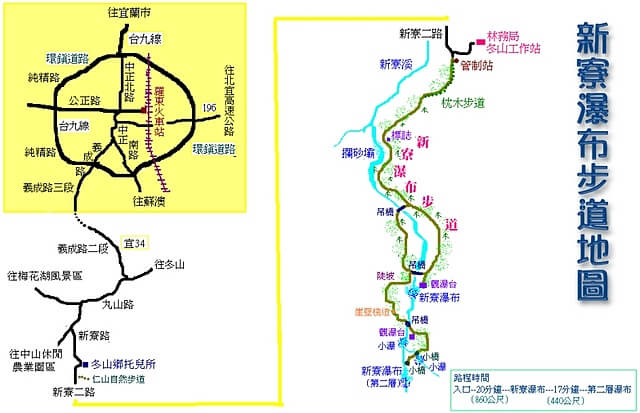 新寮瀑布步道地圖
往宜蘭市
台九線
環鎮道路
純精路
中正北路
羅東火車站
往北宜高速公路
196
公正路
台九線
中正
南路
純精路
義成路
環鎮道路
義成路三段
往蘇澳
義成路二段
宜34
往冬山
往梅花湖風景區
九山路
新寮路
往中山休閒
農業園區
冬山鄉托兒所
仁山自然步道
新寮二路
新寮二路
林務局
冬山工作站
新寮溪
管制站
枕木步道
標誌
攔砂壩
新寮瀑布步道
吊橋
吊橋
陡坡
觀瀑台
新寮瀑布
崖壁棧道
吊橋
觀瀑台
小瀑
小橋
小瀑
小橋
新寮瀑布
(第二層)
路程時間
入口--20分鐘---新寮瀑布---17分鐘---第二層瀑布
(860公尺) (440公尺)